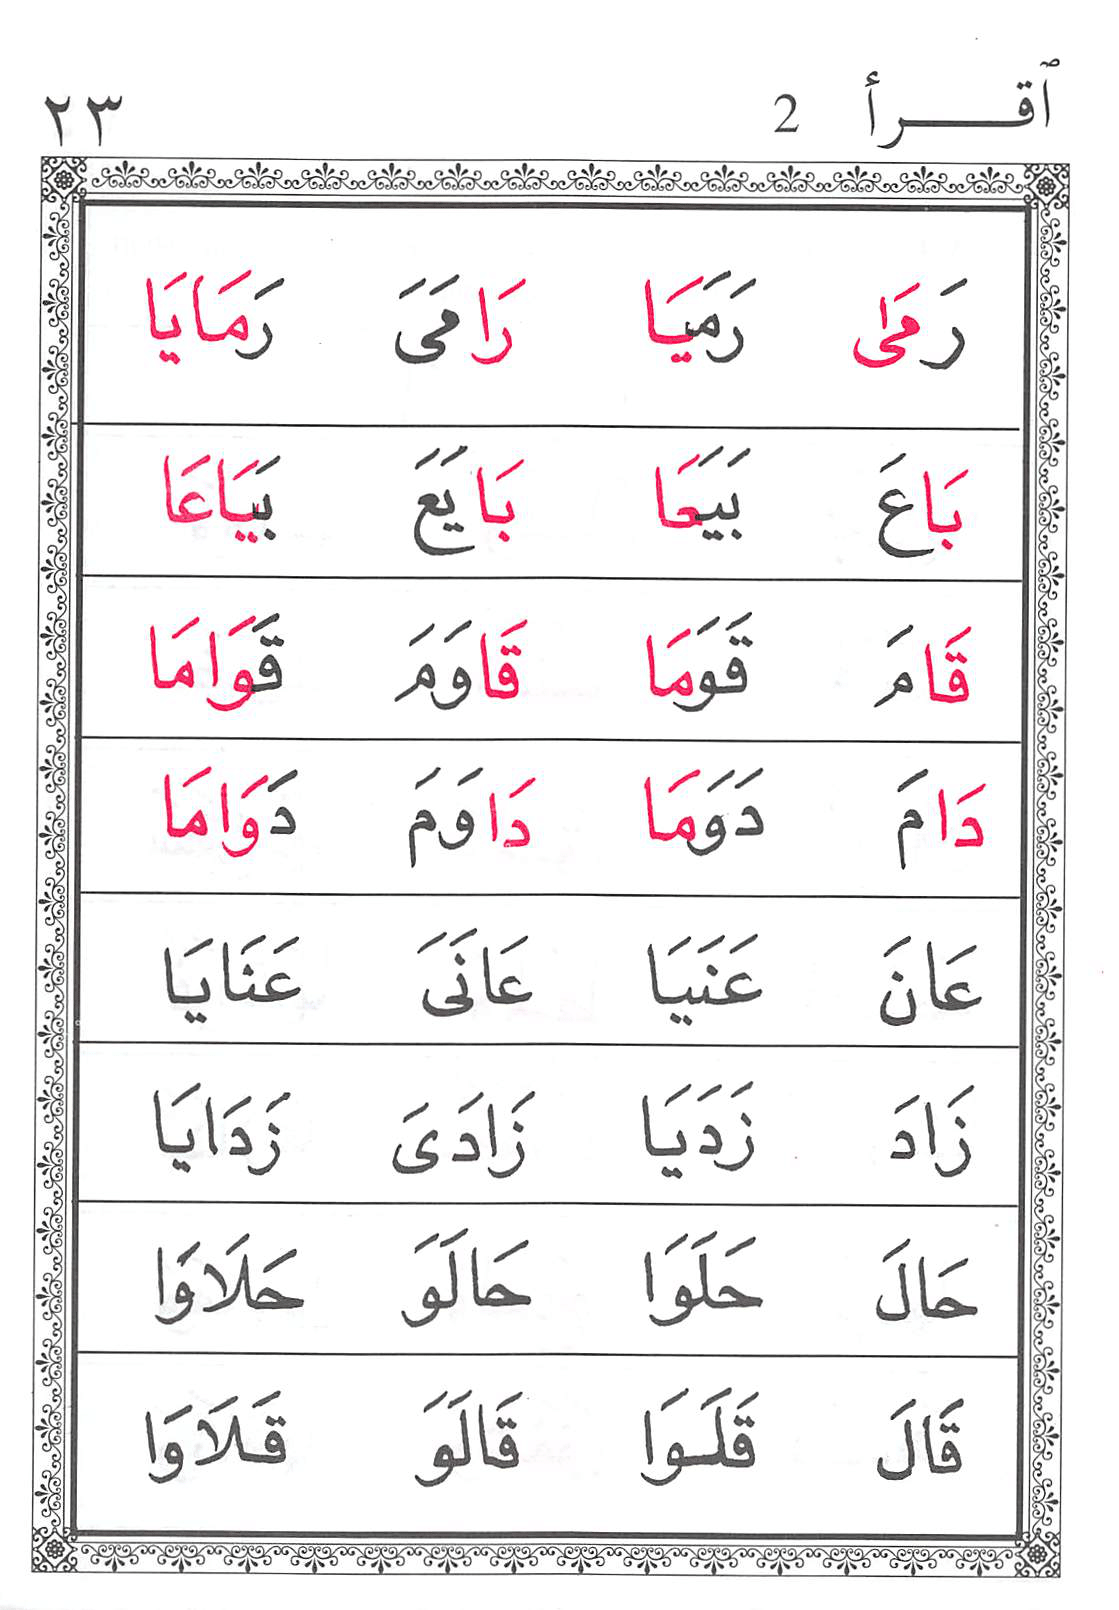 ٱقـــرأ 2 ٢٣
رَمَىٰ رَمَيَا رَامَىَ رَمَايَا
بَاعَ بَيَعَا بَايَعَ بَيَاعَا
قَامَ قَوَمَا قَاوَمَ قَوَامَا
دَامَ دَوَمَا دَاوَمَ دَوَامَا
عَانَ عَنَيَا عَانَىَ عَنَايَا
زَادَ زَدَيَا زَادَىَ زَدَايَا
حَالَ حَلَوَا حَالَوَ حَلَاوَا
قَالَ قَلَوَا قَالَوَ قَلَاوَا